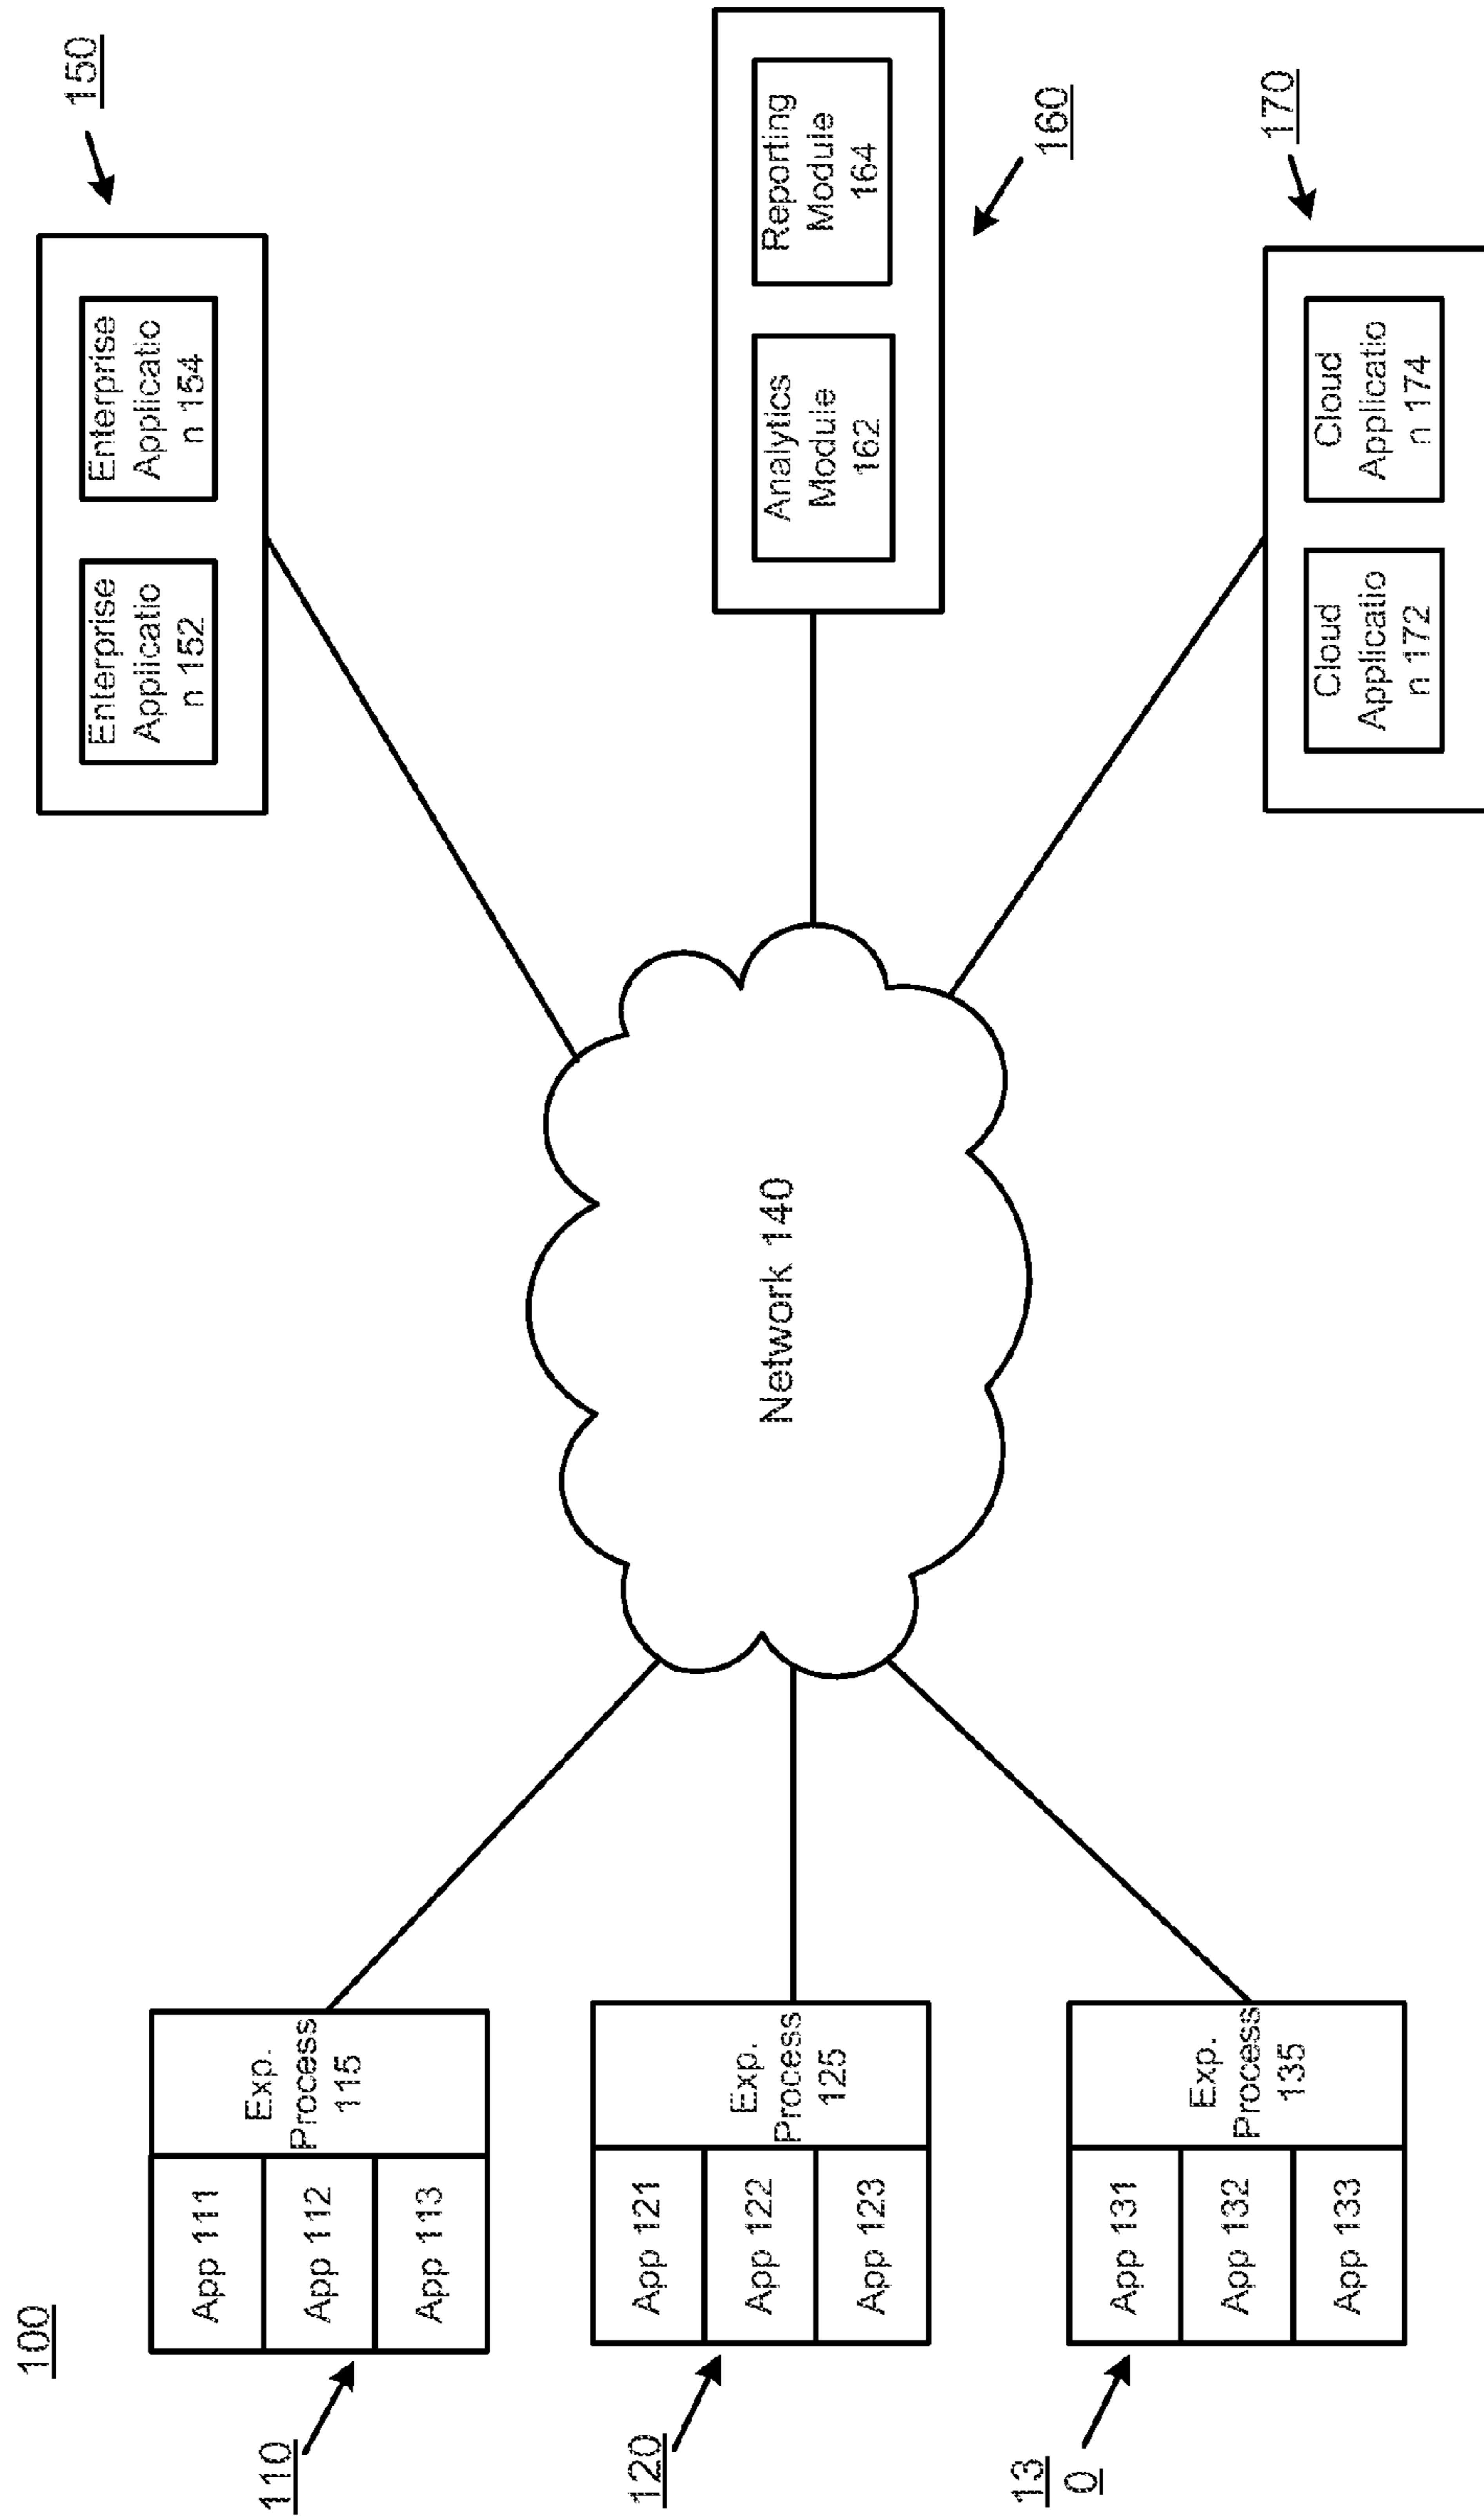 100
110
App 111
App 112
App 113
Exp.
Process
115
120
App 121
App 122
App 123
Exp.
Process
125
13
0
App 131
App 132
App 133
Exp.
Process
135
Network 140
150
Enterprise
Applicatio
n 152
Enterprise
Applicatio
n 154
Analytics
Module
162
Reporting
Module
164
160
170
Cloud
Applicatio
n 172
Cloud
Applicatio
n 174